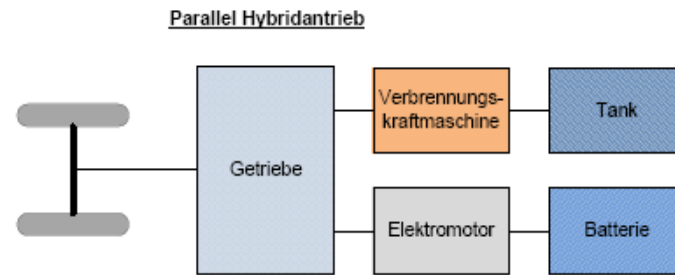 Parallel Hybridantrieb
Verbrennungs-
kraftmaschine
Tank
Getriebe
Elektromotor
Batterie